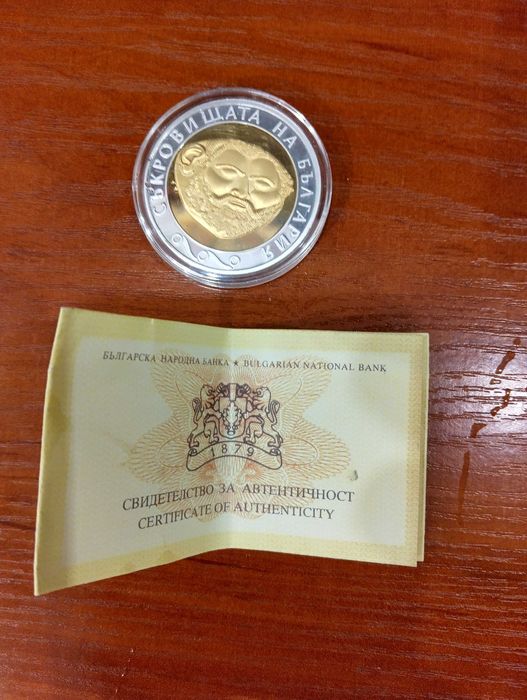 СЪКРОВИЩАТА НА БЪЛГАРИЯ
БЪЛГАРСКА НАРОДНА БАНКА ★ BULGARIAN NATIONAL BANK
1879
СВИДЕТЕЛСТВО ЗА АВТЕНТИЧНОСТ
CERTIFICATE OF AUTHENTICITY